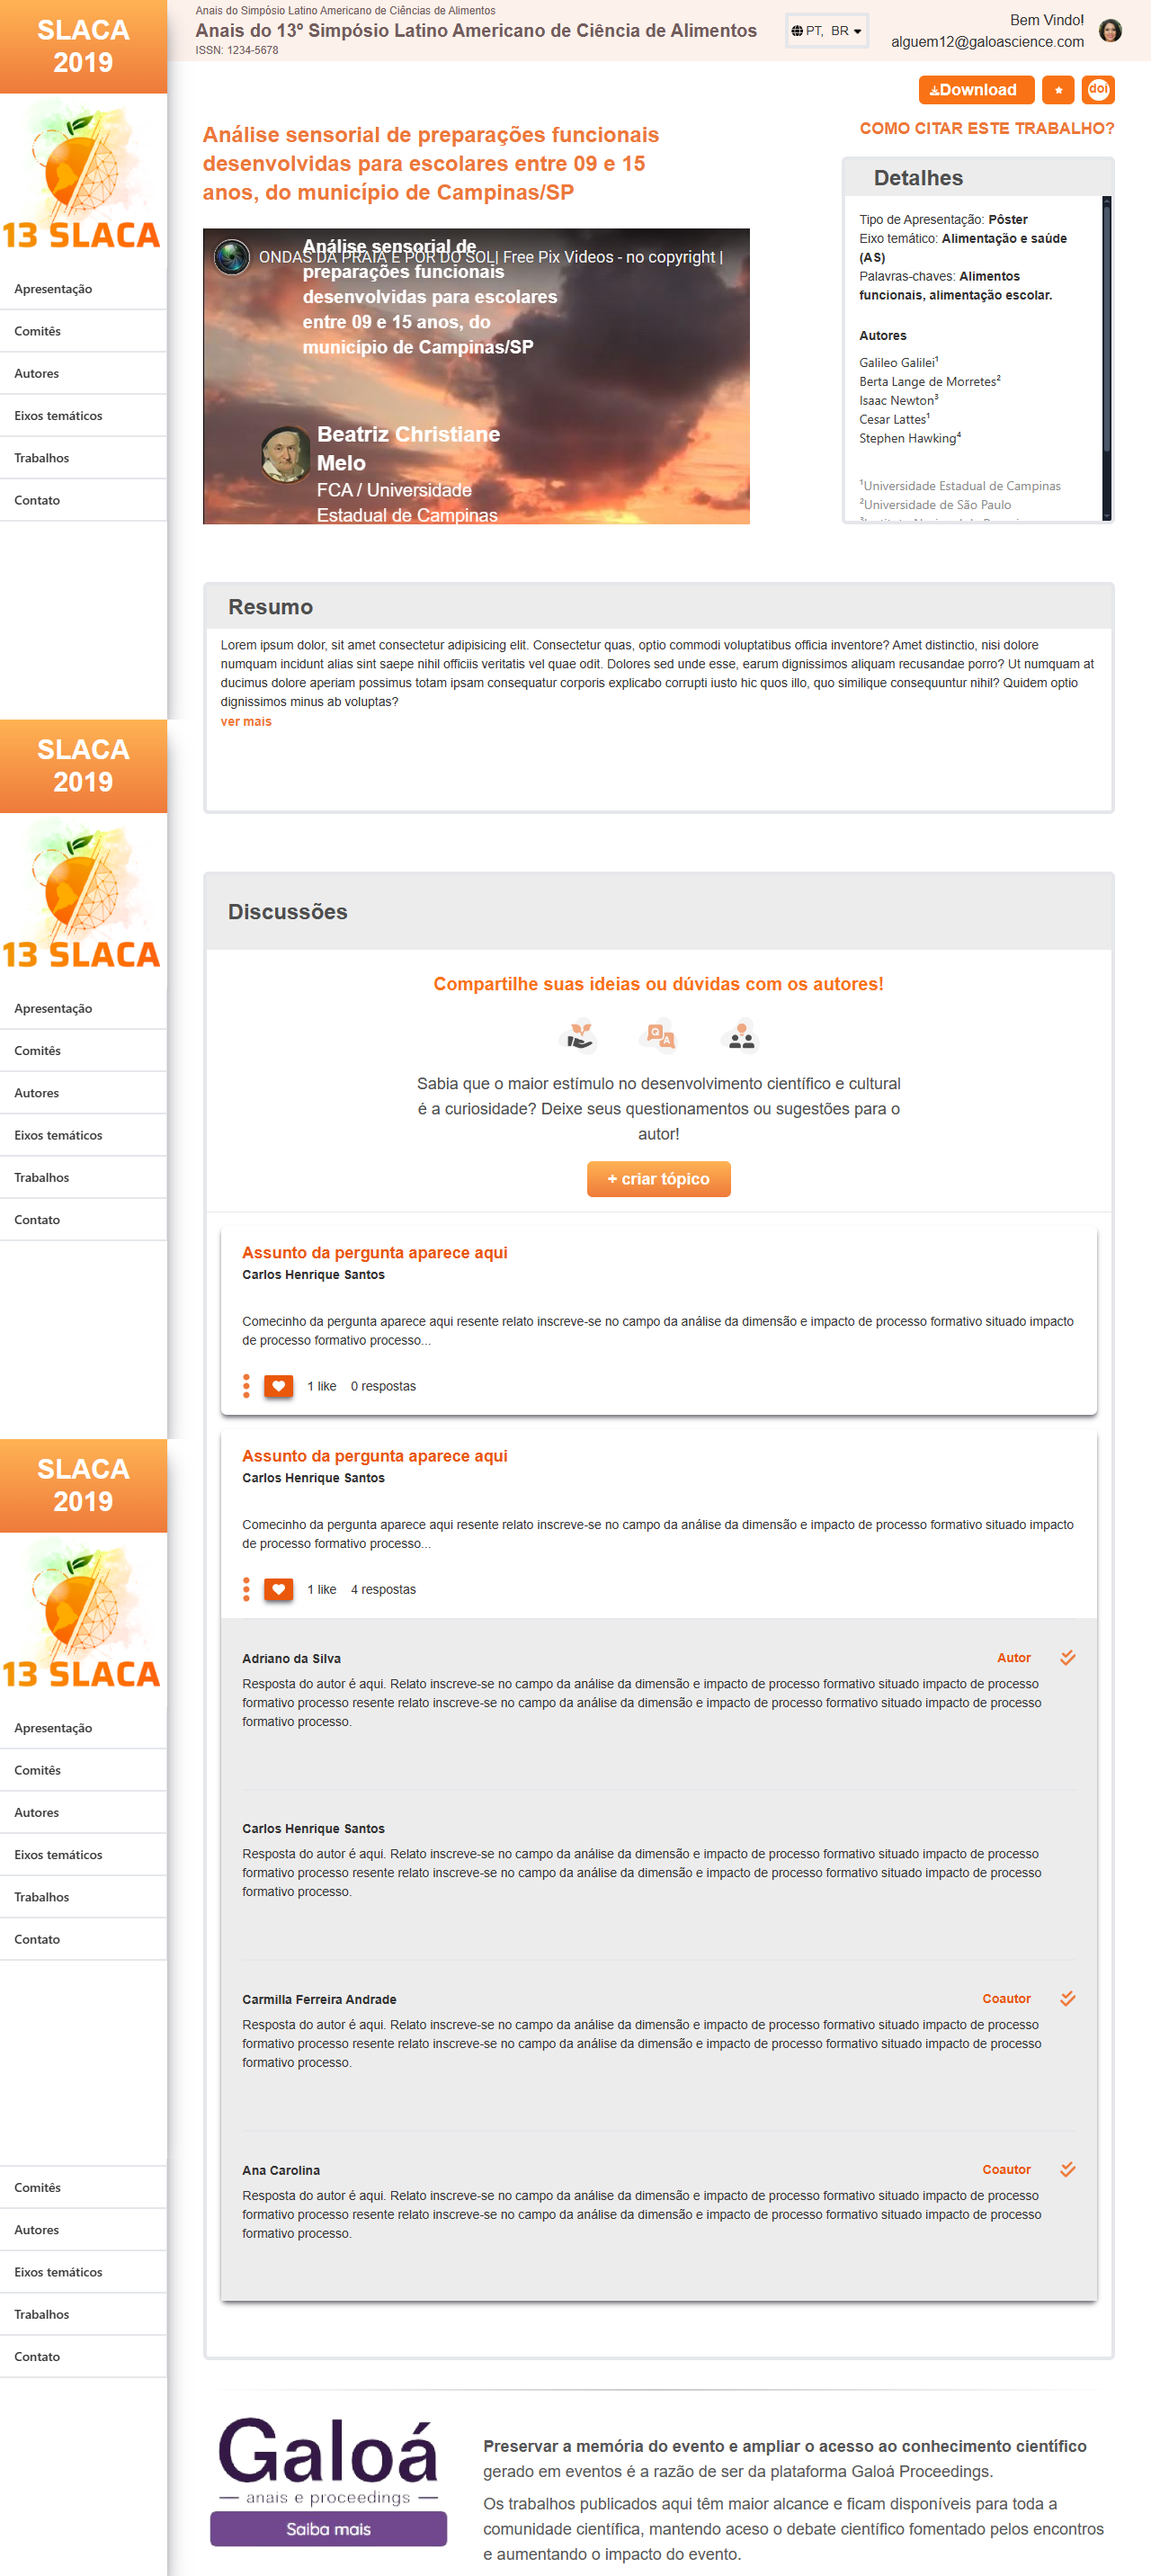 SLACA
2019
13 SLACA
Apresentação
Comitês
Autores
Eixos temáticos
Trabalhos
Contato
Anais do Simpósio Latino Americano de Ciências de Alimentos
Anais do 13º Simpósio Latino Americano de Ciência de Alimentos
ISSN: 1234-5678
PT, BR
Bem Vindo!
alguem12@galoascience.com
Download
doi
COMO CITAR ESTE TRABALHO?
Análise sensorial de preparações funcionais
desenvolvidas para escolares entre 09 e 15
anos, do município de Campinas/SP
ONDAS DA PRAIA E POR DO SOL| Free Pix Videos - no copyright |
Análise sensorial de
preparações funcionais
desenvolvidas para escolares
entre 09 e 15 anos, do
município de Campinas/SP
Beatriz Christiane
Melo
FCA / Universidade
Estadual de Campinas
Detalhes
Tipo de Apresentação: Pôster
Eixo temático: Alimentação e saúde
(AS)
Palavras-chaves: Alimentos
funcionais, alimentação escolar.
Autores
Galileo Galilei¹
Berta Lange de Morretes²
Isaac Newton³
Cesar Lattes¹
Stephen Hawking⁴
¹Universidade Estadual de Campinas
²Universidade de São Paulo
Resumo
Lorem ipsum dolor, sit amet consectetur adipisicing elit. Consectetur quas, optio commodi voluptatibus officia inventore? Amet distinctio, nisi dolore
numquam incidunt alias sint saepe nihil officiis veritatis vel quae odit. Dolores sed unde esse, earum dignissimos aliquam recusandae porro? Ut numquam at
ducimus dolore aperiam possimus totam ipsam consequatur corporis explicabo corrupti iusto hic quos illo, quo similique consequuntur nihil? Quidem optio
dignissimos minus ab voluptas?
ver mais
SLACA
2019
13 SLACA
Apresentação
Comitês
Autores
Eixos temáticos
Trabalhos
Contato
Discussões
Compartilhe suas ideias ou dúvidas com os autores!
Q
A
Sabia que o maior estímulo no desenvolvimento científico e cultural
é a curiosidade? Deixe seus questionamentos ou sugestões para o
autor!
+ criar tópico
Assunto da pergunta aparece aqui
Carlos Henrique Santos
Comecinho da pergunta aparece aqui resente relato inscreve-se no campo da análise da dimensão e impacto de processo formativo situado impacto
de processo formativo processo...
1 like 0 respostas
Assunto da pergunta aparece aqui
Carlos Henrique Santos
Comecinho da pergunta aparece aqui resente relato inscreve-se no campo da análise da dimensão e impacto de processo formativo situado impacto
de processo formativo processo...
1 like 4 respostas
SLACA
2019
13 SLACA
Apresentação
Comitês
Autores
Eixos temáticos
Trabalhos
Contato
Adriano da Silva
Autor
Resposta do autor é aqui. Relato inscreve-se no campo da análise da dimensão e impacto de processo formativo situado impacto de processo
formativo processo resente relato inscreve-se no campo da análise da dimensão e impacto de processo formativo situado impacto de processo
formativo processo.
Carlos Henrique Santos
Resposta do autor é aqui. Relato inscreve-se no campo da análise da dimensão e impacto de processo formativo situado impacto de processo
formativo processo resente relato inscreve-se no campo da análise da dimensão e impacto de processo formativo situado impacto de processo
formativo processo.
Carmilla Ferreira Andrade
Coautor
Resposta do autor é aqui. Relato inscreve-se no campo da análise da dimensão e impacto de processo formativo situado impacto de processo
formativo processo resente relato inscreve-se no campo da análise da dimensão e impacto de processo formativo situado impacto de processo
formativo processo.
Ana Carolina
Coautor
Resposta do autor é aqui. Relato inscreve-se no campo da análise da dimensão e impacto de processo formativo situado impacto de processo
formativo processo resente relato inscreve-se no campo da análise da dimensão e impacto de processo formativo situado impacto de processo
formativo processo.
Comitês
Autores
Eixos temáticos
Trabalhos
Contato
Galoá
anais e proceedings
Saiba mais
Preservar a memória do evento e ampliar o acesso ao conhecimento científico
gerado em eventos é a razão de ser da plataforma Galoá Proceedings.
Os trabalhos publicados aqui têm maior alcance e ficam disponíveis para toda a
comunidade científica, mantendo aceso o debate científico fomentado pelos encontros
e aumentando o impacto do evento.